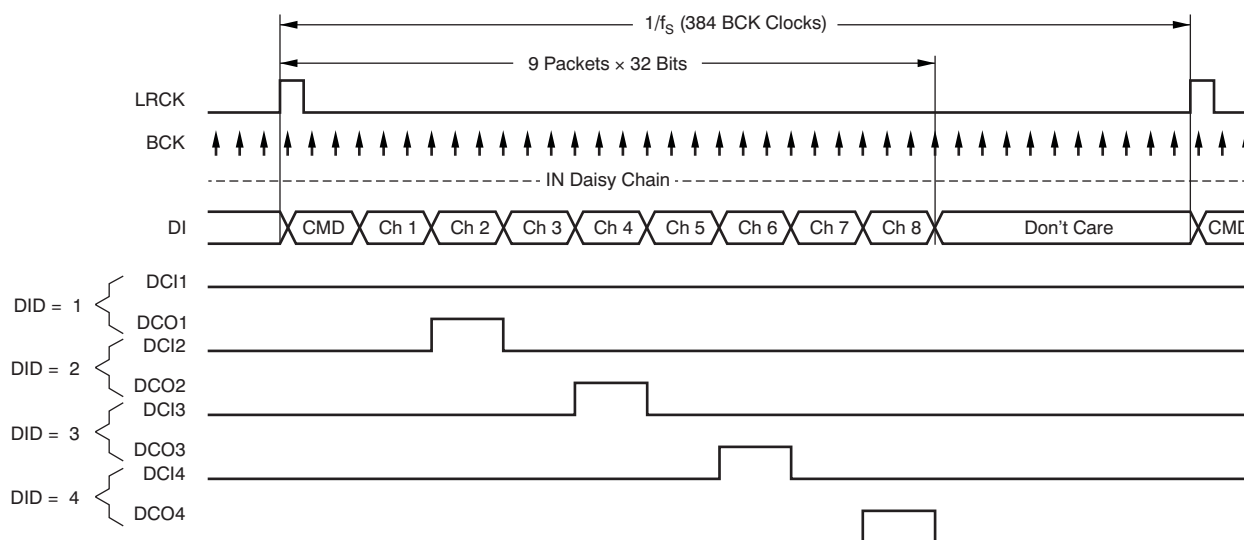 1/fS (384 BCK Clocks)
9 Packets × 32 Bits
LRCK
BCK
IN Daisy Chain
DI CMD Ch 1 Ch 2 Ch 3 Ch 4 Ch 5 Ch 6 Ch 7 Ch 8 Don't Care CMD
DCI1
DID = 1
DCO1
DCI2
DID = 2
DCO2
DCI3
DID = 3
DCO3
DCI4
DID = 4
DCO4